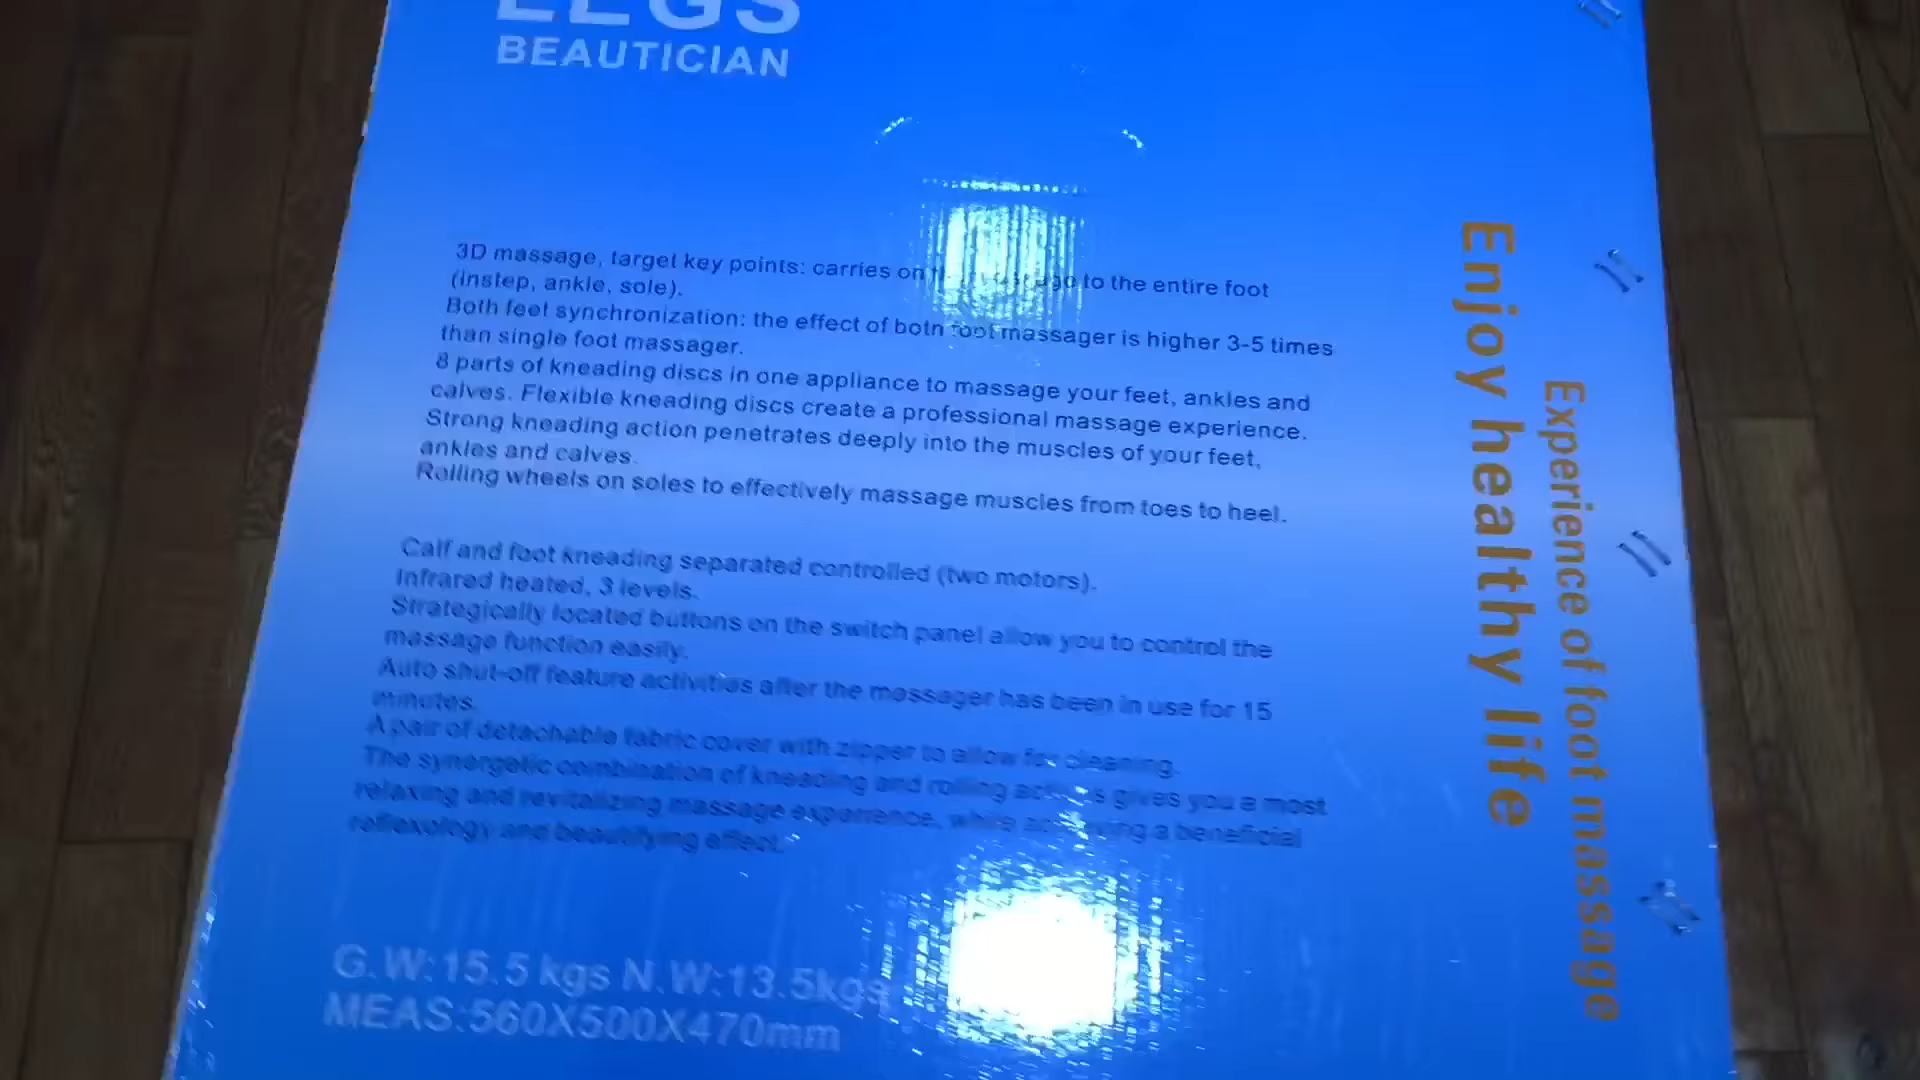 LEGS
BEAUTICIAN
3D massage, target key points: carries on to the entire foot
(instep, ankle, sole).
Both feet synchronization: the effect of both foot massager is higher 3-5 times
than single foot massager.
8 parts of kneading discs in one appliance to massage your feet, ankles and
calves. Flexible kneading discs create a professional massage experience.
Strong kneading action penetrates deeply into the muscles of your feet,
ankles and calves.
Rolling wheels on soles to effectively massage muscles from toes to heel.
Calf and foot kneading separated controlled (two motors).
Infrared heated, 3 levels.
Strategically located buttons on the switch panel allow you to control the
massage function easily.
Auto shut-off feature activities after the massager has been in use for 15
minutes.
A pair of detachable fabric cover with zipper to allow for cleaning.
The synergetic combination of kneading and rolling gives you a most
relaxing and revitalizing massage experience, while a beneficial
reflexology and beautifying effect.
G.W:15.5 kgs N.W:13.5kgs
MEAS:560X500X470mm
Enjoy healthy life
Experience of foot massage